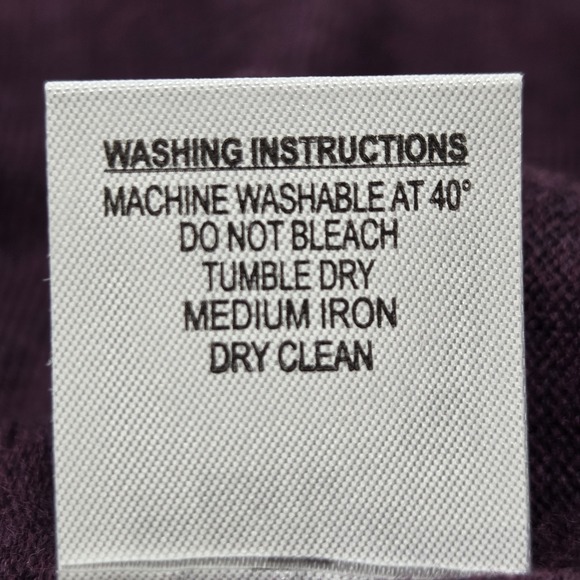 WASHING INSTRUCTIONS
MACHINE WASHABLE AT 40°
DO NOT BLEACH
TUMBLE DRY
MEDIUM IRON
DRY CLEAN